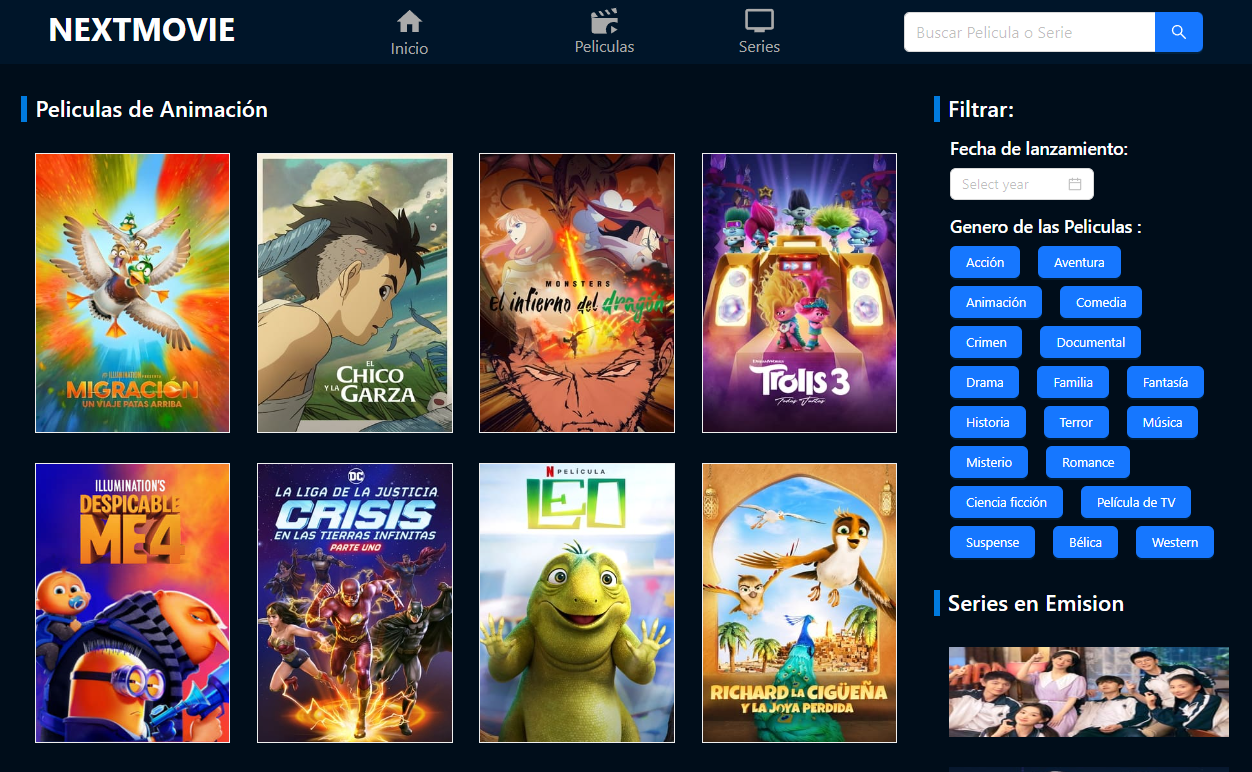 NEXTMOVIE
Inicio
Peliculas
Series
Buscar Pelicula o Serie
Peliculas de Animación
ILLUMINATION
MIGRACIÓN
UN VIAJE PATAS ARRIBA
EL
CHICO
Y LA
GARZA
MONSTERS
El infierno del dragón
DREAMWORKS
TROLLS 3
Todos Juntos
ILLUMINATION'S
DESPICABLE
ME4
DC
LA LIGA DE LA JUSTICIA
CRISIS
EN LAS TIERRAS INFINITAS
PARTE UNO
N PELÍCULA
LEO
RICHARD LA CIGÜEÑA
Y LA JOYA PERDIDA
Filtrar:
Fecha de lanzamiento:
Select year
Genero de las Peliculas :
Acción Aventura
Animación Comedia
Crimen Documental
Drama Familia Fantasía
Historia Terror Música
Misterio Romance
Ciencia ficción Película de TV
Suspense Bélica Western
Series en Emision